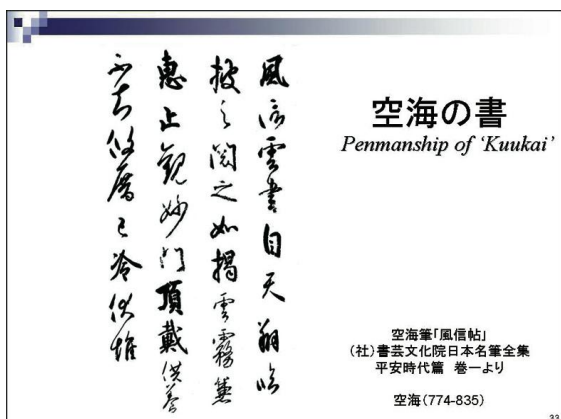 空海の書
Penmanship of 'Kuukai'
風信雲書自天翔臨
披之閲之如揭雲霧兼
惠止観妙門頂戴供養
不知攸厝已冷伏惟
空海筆「風信帖」
(社)書芸文化院日本名筆全集
平安時代篇 巻一より
空海(774-835)
33